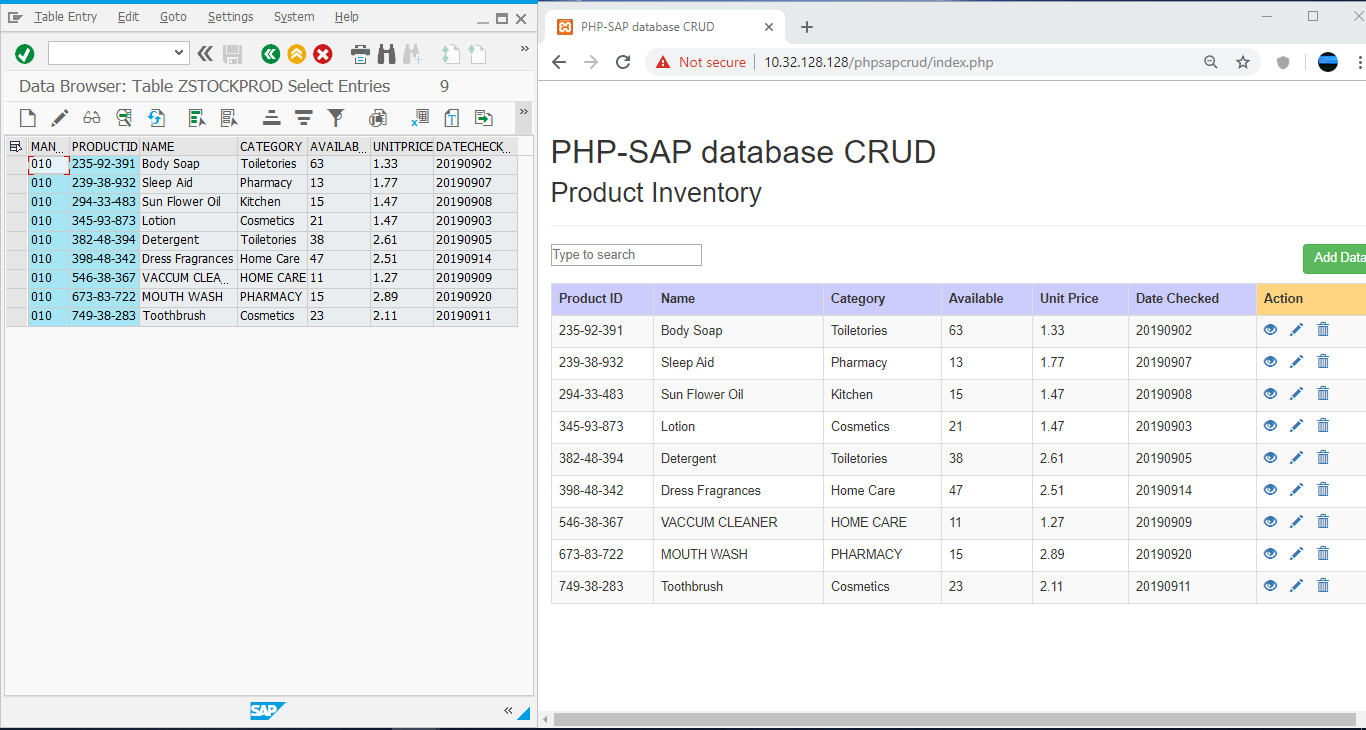 Table Entry Edit Goto Settings System Help
Data Browser: Table ZSTOCKPROD Select Entries 9
MAN... PRODUCTID NAME CATEGORY AVAILAB... UNITPRICE DATECHECK...
010 235-92-391 Body Soap Toiletories 63 1.33 20190902
010 239-38-932 Sleep Aid Pharmacy 13 1.77 20190907
010 294-33-483 Sun Flower Oil Kitchen 15 1.47 20190908
010 345-93-873 Lotion Cosmetics 21 1.47 20190903
010 382-48-394 Detergent Toiletories 38 2.61 20190905
010 398-48-342 Dress Fragrances Home Care 47 2.51 20190914
010 546-38-367 VACCUM CLEA... HOME CARE 11 1.27 20190909
010 673-83-722 MOUTH WASH PHARMACY 15 2.89 20190920
010 749-38-283 Toothbrush Cosmetics 23 2.11 20190911
SAP
PHP-SAP database CRUD
Not secure 10.32.128.128/phpsapcrud/index.php
PHP-SAP database CRUD
Product Inventory
Type to search
Add Data
Product ID Name Category Available Unit Price Date Checked Action
235-92-391 Body Soap Toiletories 63 1.33 20190902
239-38-932 Sleep Aid Pharmacy 13 1.77 20190907
294-33-483 Sun Flower Oil Kitchen 15 1.47 20190908
345-93-873 Lotion Cosmetics 21 1.47 20190903
382-48-394 Detergent Toiletories 38 2.61 20190905
398-48-342 Dress Fragrances Home Care 47 2.51 20190914
546-38-367 VACCUM CLEANER HOME CARE 11 1.27 20190909
673-83-722 MOUTH WASH PHARMACY 15 2.89 20190920
749-38-283 Toothbrush Cosmetics 23 2.11 20190911